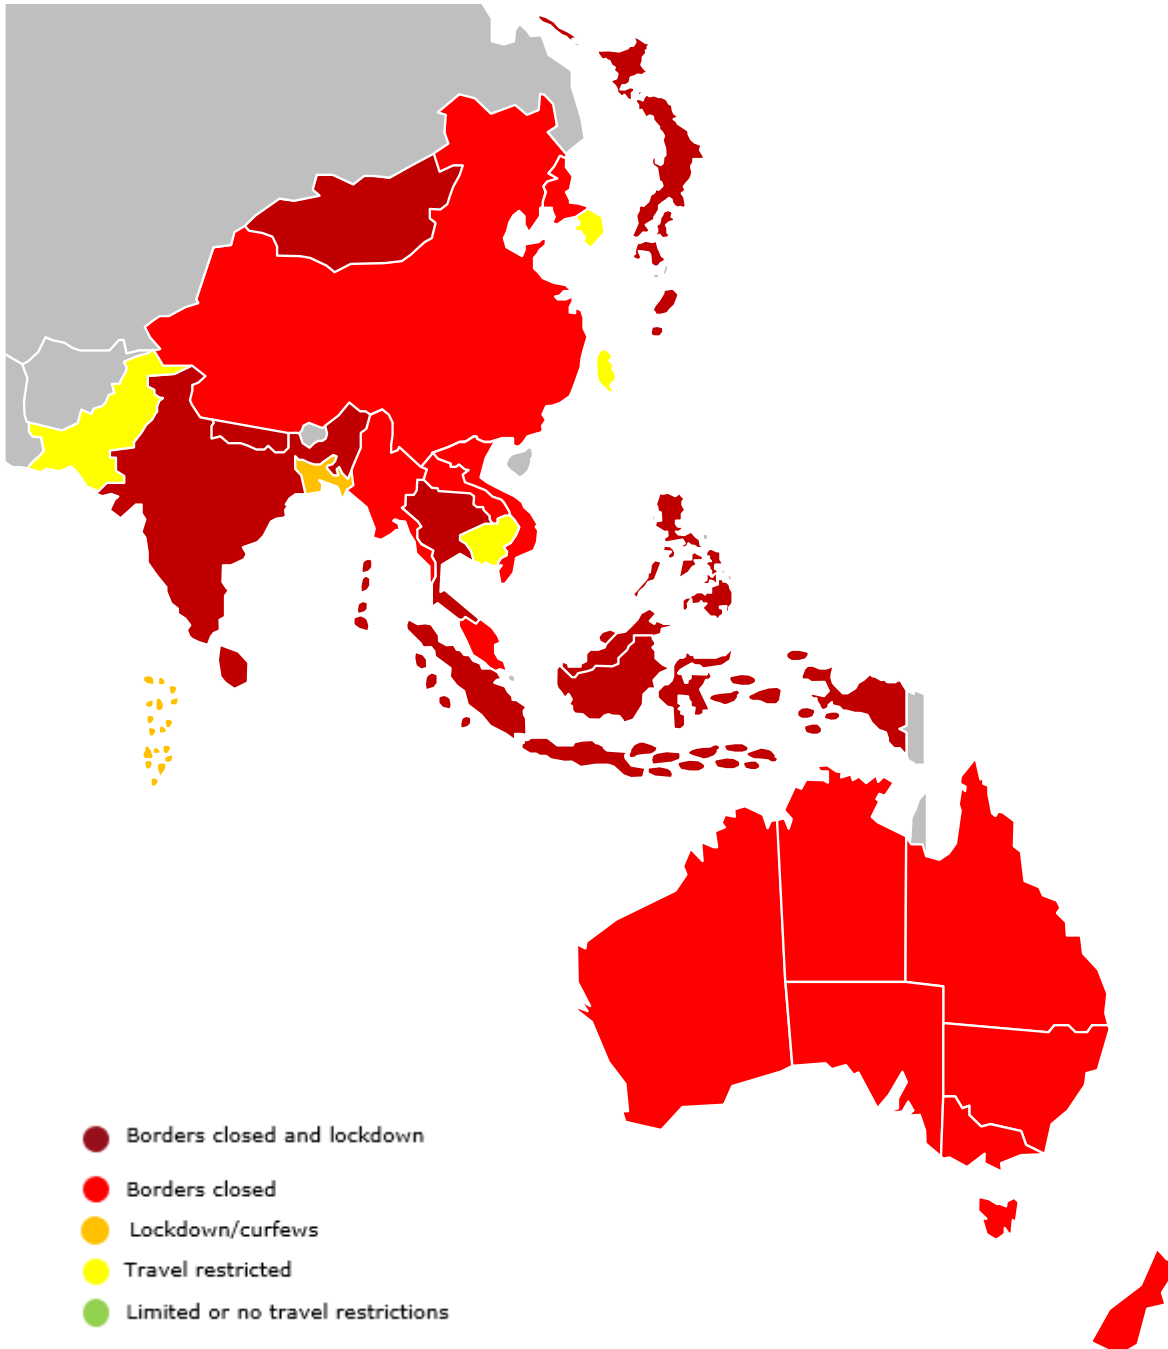 Borders closed and lockdown
Borders closed
Lockdown/curfews
Travel restricted
Limited or no travel restrictions